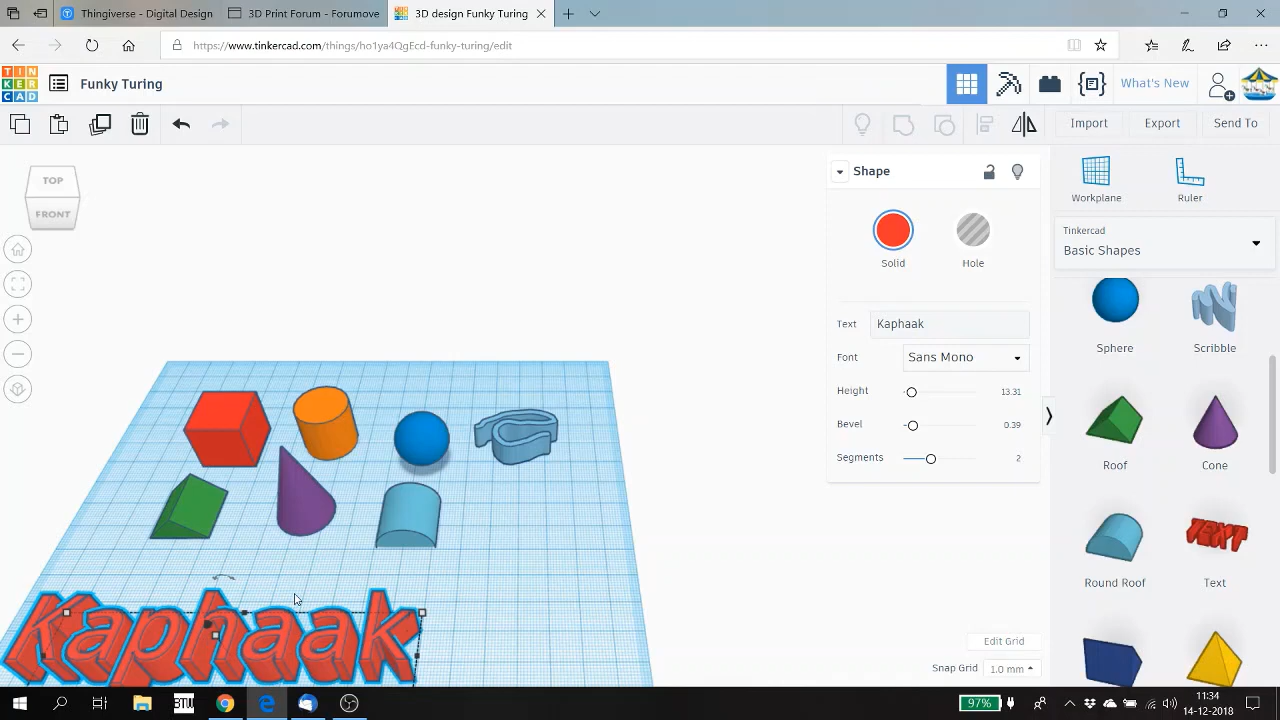 Thingiverse - Digital Desig
3D Print Forum - Forumove
3D design Funky Turing
https://www.tinkercad.com/things/ho1ya4QgEcd-funky-turing/edit
TIN
KER
CAD
Funky Turing
What's New
Import
Export
Send To
TOP
FRONT
Shape
Solid
Hole
Text
Kaphaak
Font
Sans Mono
Height
13.31
Bevel
0.39
Segments
2
Workplane
Ruler
Tinkercad
Basic Shapes
Sphere
Scribble
Roof
Cone
Round Roof
TEXT
Text
Kaphaak
Edit Grid
Snap Grid
1.0 mm
BTW
97%
11:34
14-12-2018